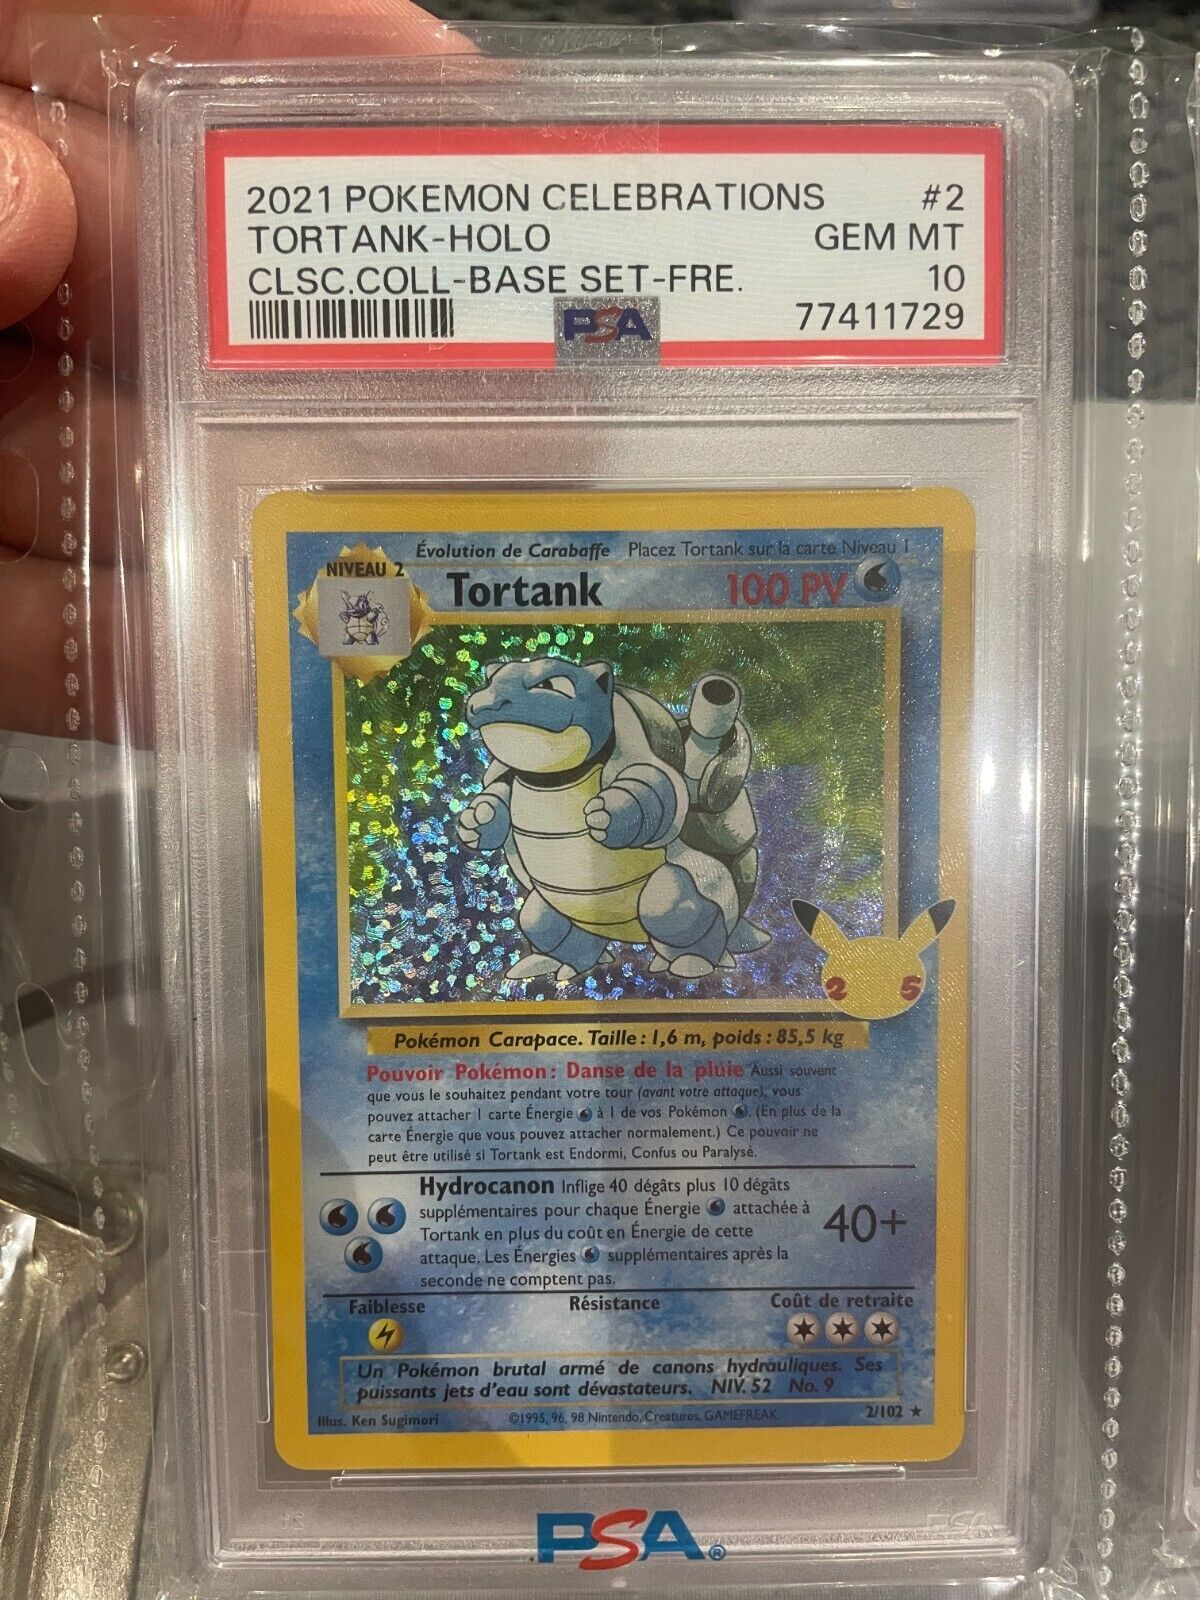 2021 POKEMON CELEBRATIONS #2
TORTANK-HOLO GEM MT
CLSC.COLL-BASE SET-FRE. 10
PSA 77411729
Évolution de Carabaffe Placez Tortank sur la carte Niveau 1
NIVEAU 2
Tortank 100 PV
25
Pokémon Carapace. Taille : 1,6 m, poids : 85,5 kg
Pouvoir Pokémon : Danse de la pluie Aussi souvent
que vous le souhaitez pendant votre tour (avant votre attaque), vous
pouvez attacher 1 carte Énergie à 1 de vos Pokémon . (En plus de la
carte Énergie que vous pouvez attacher normalement.) Ce pouvoir ne
peut être utilisé si Tortank est Endormi, Confus ou Paralysé.
Hydrocanon Inflige 40 dégâts plus 10 dégâts
supplémentaires pour chaque Énergie attachée à
Tortank en plus du coût en Énergie de cette
attaque. Les Énergies supplémentaires après la
seconde ne comptent pas.
40+
Faiblesse Résistance Coût de retraite
Un Pokémon brutal armé de canons hydrauliques. Ses
puissants jets d'eau sont dévastateurs. NIV. 52 No. 9
Illus. Ken Sugimori ©1995, 96, 98 Nintendo, Creatures, GAMEFREAK. 2/102 ★
PSA®